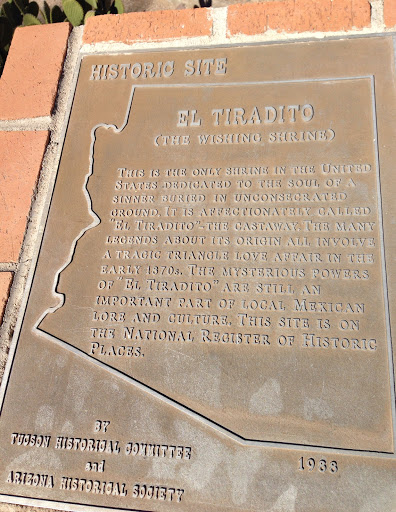 HISTORIC SITE
EL TIRADITO
(THE WISHING SHRINE)
THIS IS THE ONLY SHRINE IN THE UNITED
STATES DEDICATED TO THE SOUL OF A
SINNER BURIED IN UNCONSECRATED
GROUND. IT IS AFFECTIONATELY CALLED
"EL TIRADITO"–THE CASTAWAY. THE MANY
LEGENDS ABOUT ITS ORIGIN ALL INVOLVE
A TRAGIC TRIANGLE LOVE AFFAIR IN THE
EARLY 1870s. THE MYSTERIOUS POWERS
OF "EL TIRADITO" ARE STILL AN
IMPORTANT PART OF LOCAL MEXICAN
LORE AND CULTURE. THIS SITE IS ON
THE NATIONAL REGISTER OF HISTORIC
PLACES.
BY
TUCSON HISTORICAL COMMITTEE
and
ARIZONA HISTORICAL SOCIETY
1988